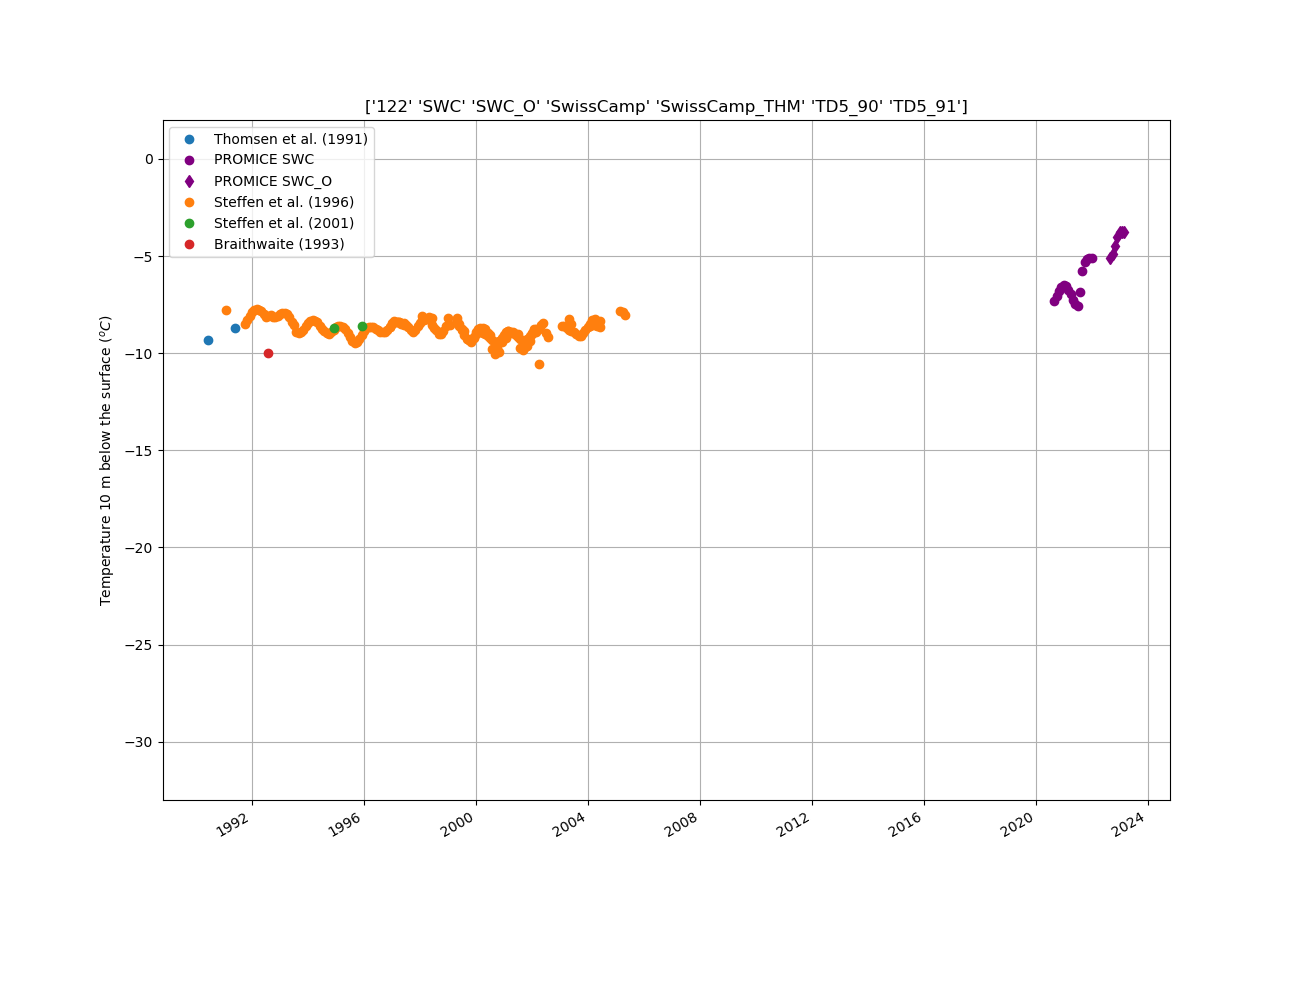 ['122' 'SWC' 'SWC_O' 'SwissCamp' 'SwissCamp_THM' 'TD5_90' 'TD5_91']
Thomsen et al. (1991)
PROMICE SWC
PROMICE SWC_O
Steffen et al. (1996)
Steffen et al. (2001)
Braithwaite (1993)
0
−5
−10
−15
−20
−25
−30
Temperature 10 m below the surface (°C)
1992
1996
2000
2004
2008
2012
2016
2020
2024